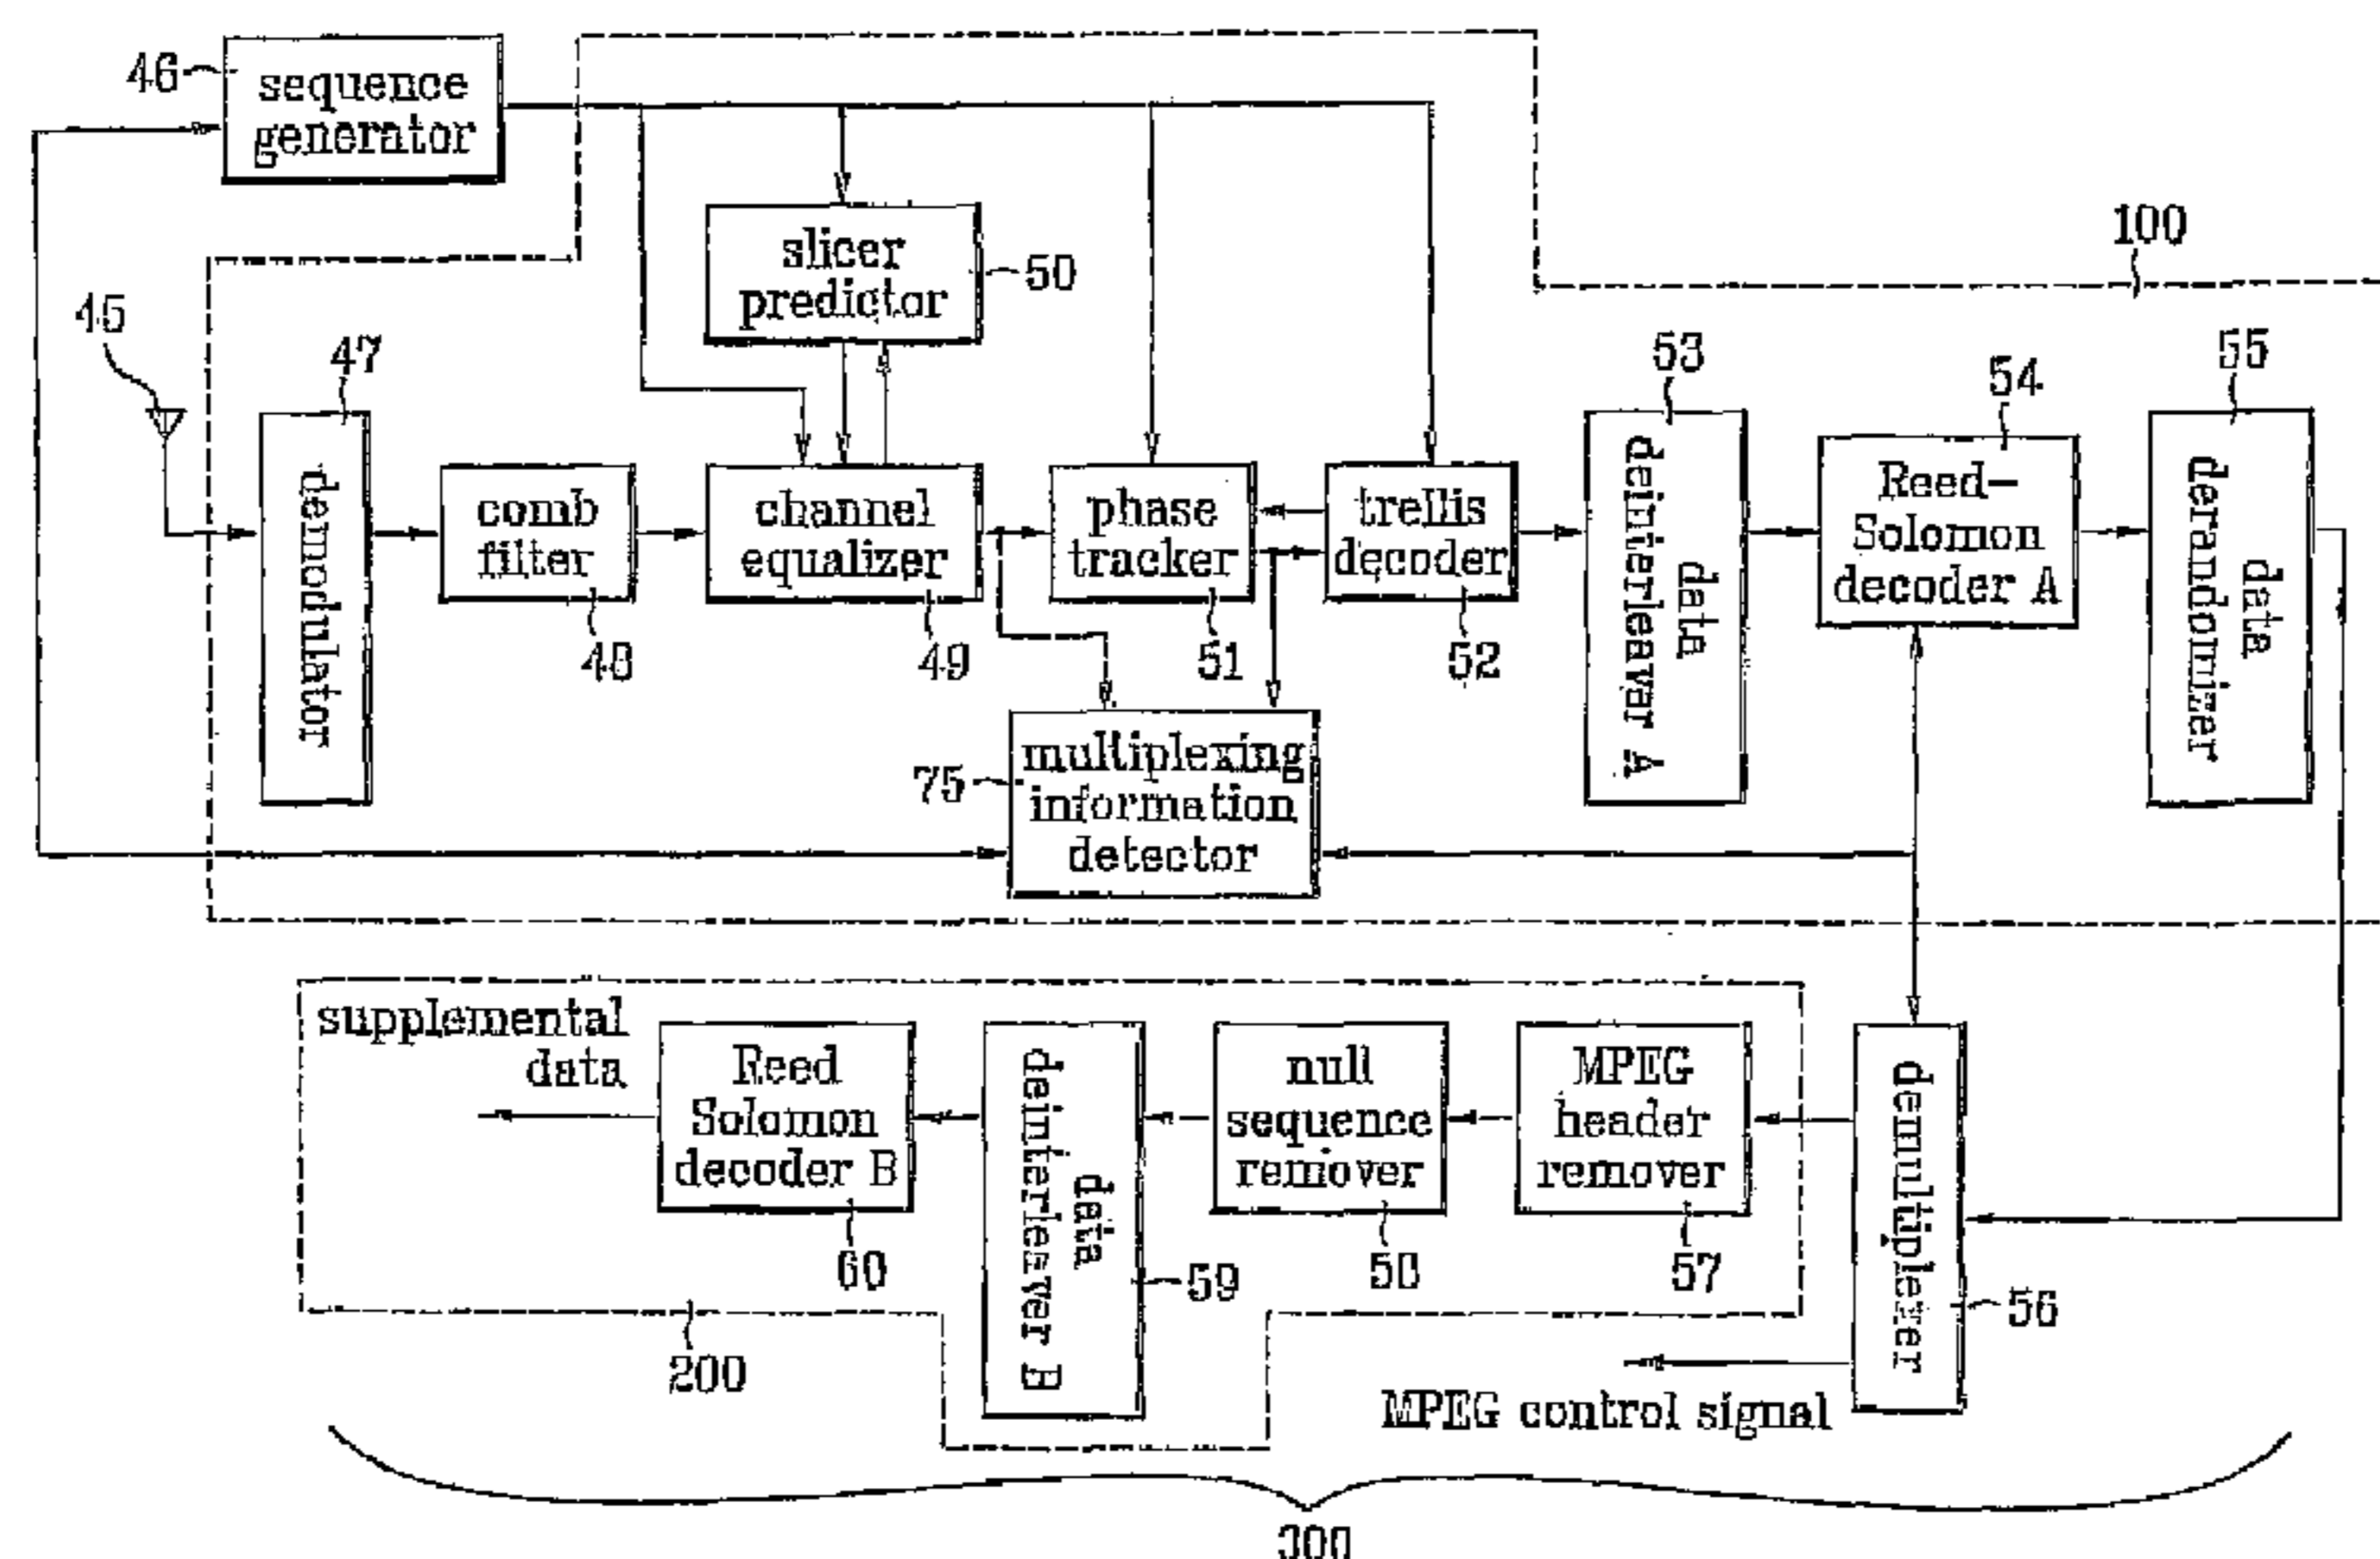 46
sequence
generator
100
slicer
predictor
50
45
47
53
54
55
demodulator
comb
filter
48
channel
equalizer
49
phase
tracker
51
trellis
decoder
52
data
deinterleaver A
Reed-
Solomon
decoder A
data
derandomizer
75
multiplexing
information
detector
supplemental
data
Reed
Solomon
decoder B
60
data
deinterleaver B
59
null
sequence
remover
58
MPEG
header
remover
57
demultiplexer
56
200
MPEG control signal
300